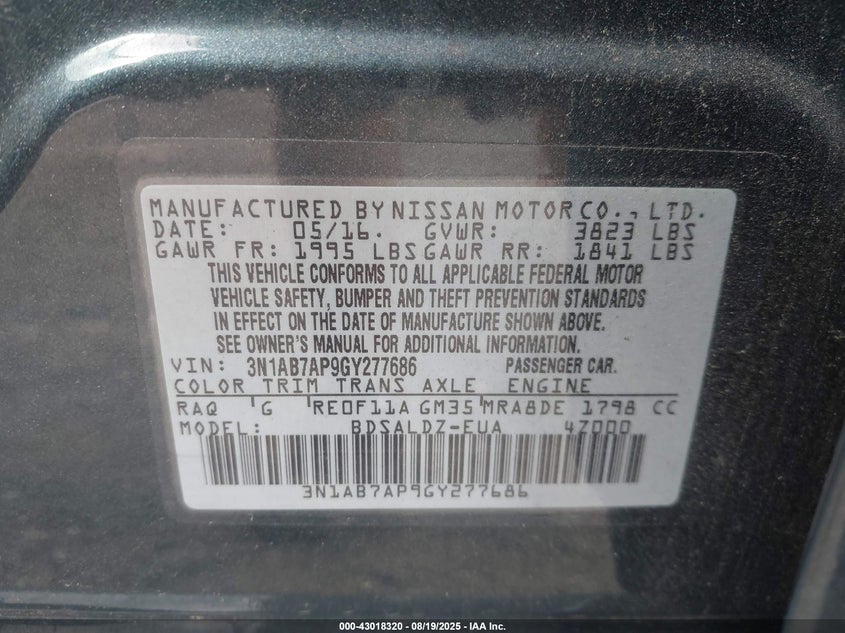 MANUFACTURED BY NISSAN MOTOR CO., LTD.
DATE: 05/16. GVWR: 3823 LBS
GAWR FR: 1995 LBS GAWR RR: 1841 LBS
THIS VEHICLE CONFORMS TO ALL APPLICABLE FEDERAL MOTOR
VEHICLE SAFETY, BUMPER AND THEFT PREVENTION STANDARDS
IN EFFECT ON THE DATE OF MANUFACTURE SHOWN ABOVE.
SEE OWNER'S MANUAL FOR ADDITIONAL INFORMATION.
VIN: 3N1AB7AP9GY277686 PASSENGER CAR.
COLOR TRIM TRANS AXLE ENGINE
RAQ G RE0F11A GM35 MRA8DE 1798 CC
MODEL: BDSALDZ-EUA 4Z000
3N1AB7AP9GY277686
000-43018320 - 08/19/2025 - IAA Inc.